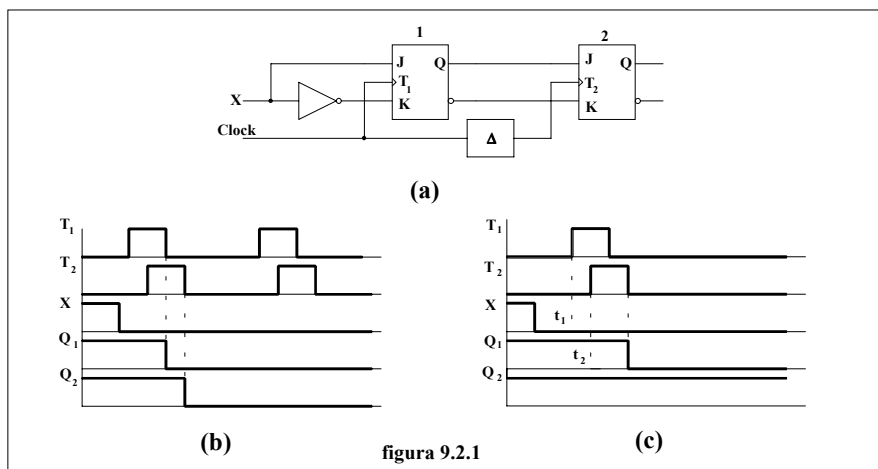 1
2
J Q
J Q
T1
T2
X
K
K
Clock
Δ
(a)
T1
T2
X
Q1
Q2
(b)
T1
T2
X
t1
Q1
t2
Q2
(c)
figura 9.2.1